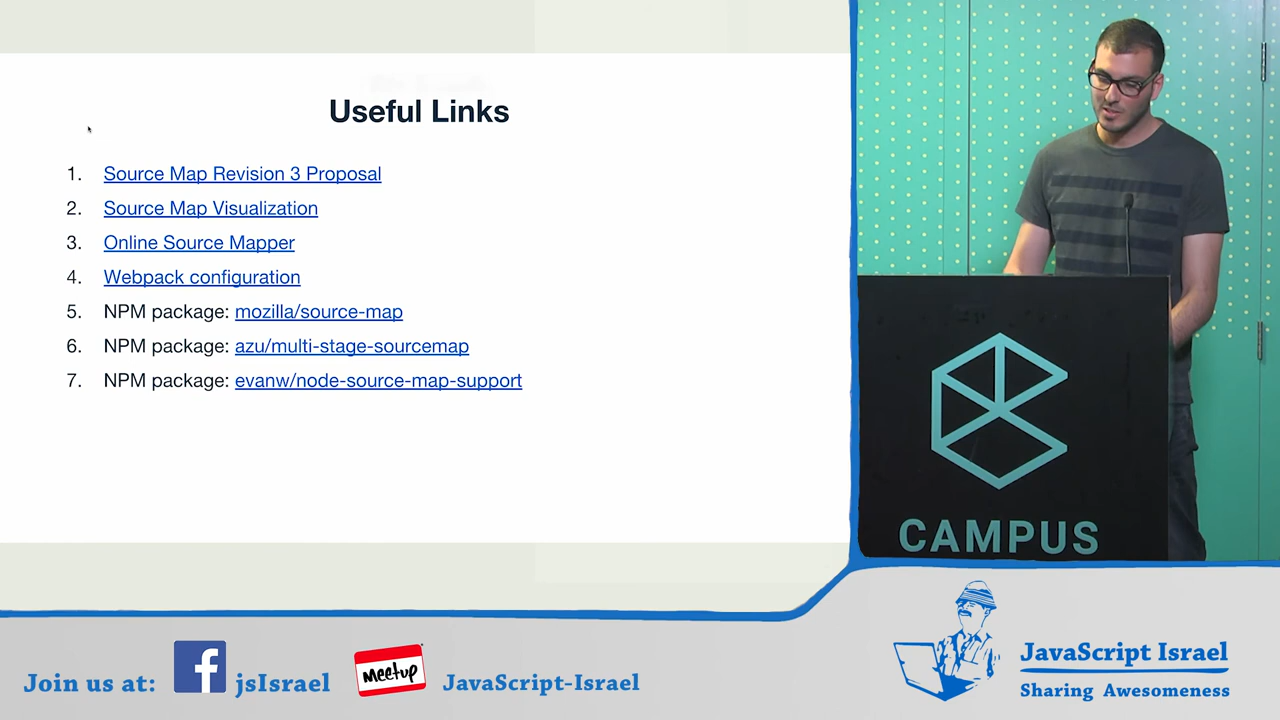 Useful Links
1. Source Map Revision 3 Proposal
2. Source Map Visualization
3. Online Source Mapper
4. Webpack configuration
5. NPM package: mozilla/source-map
6. NPM package: azu/multi-stage-sourcemap
7. NPM package: evanw/node-source-map-support
CAMPUS
Join us at: jsIsrael Meetup JavaScript-Israel
JavaScript Israel
Sharing Awesomeness